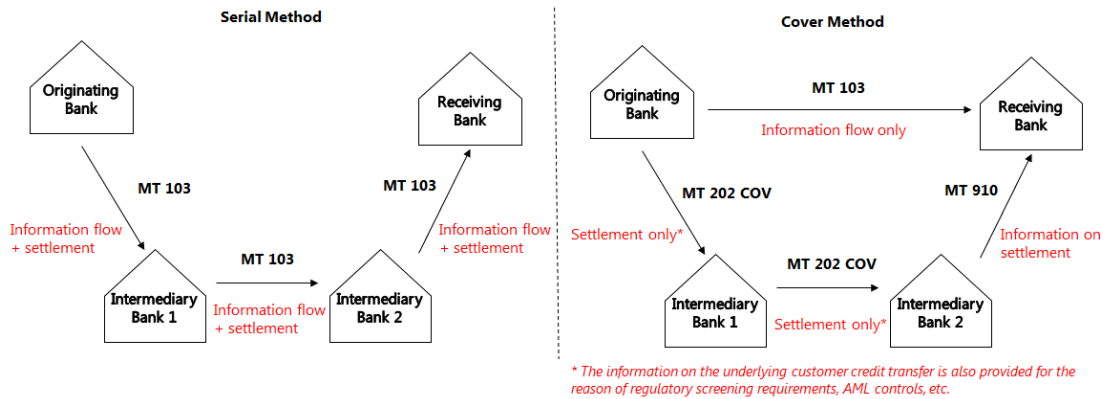 Serial Method
Originating
Bank
Receiving
Bank
MT 103
MT 103
Information flow
+ settlement
Information flow
+ settlement
MT 103
Intermediary
Bank 1
Information flow
+ settlement
Intermediary
Bank 2
Cover Method
Originating
Bank
MT 103
Information flow only
Receiving
Bank
MT 202 COV
MT 910
Settlement only*
Information on
settlement
MT 202 COV
Intermediary
Bank 1
Settlement only*
Intermediary
Bank 2
* The information on the underlying customer credit transfer is also provided for the
reason of regulatory screening requirements, AML controls, etc.